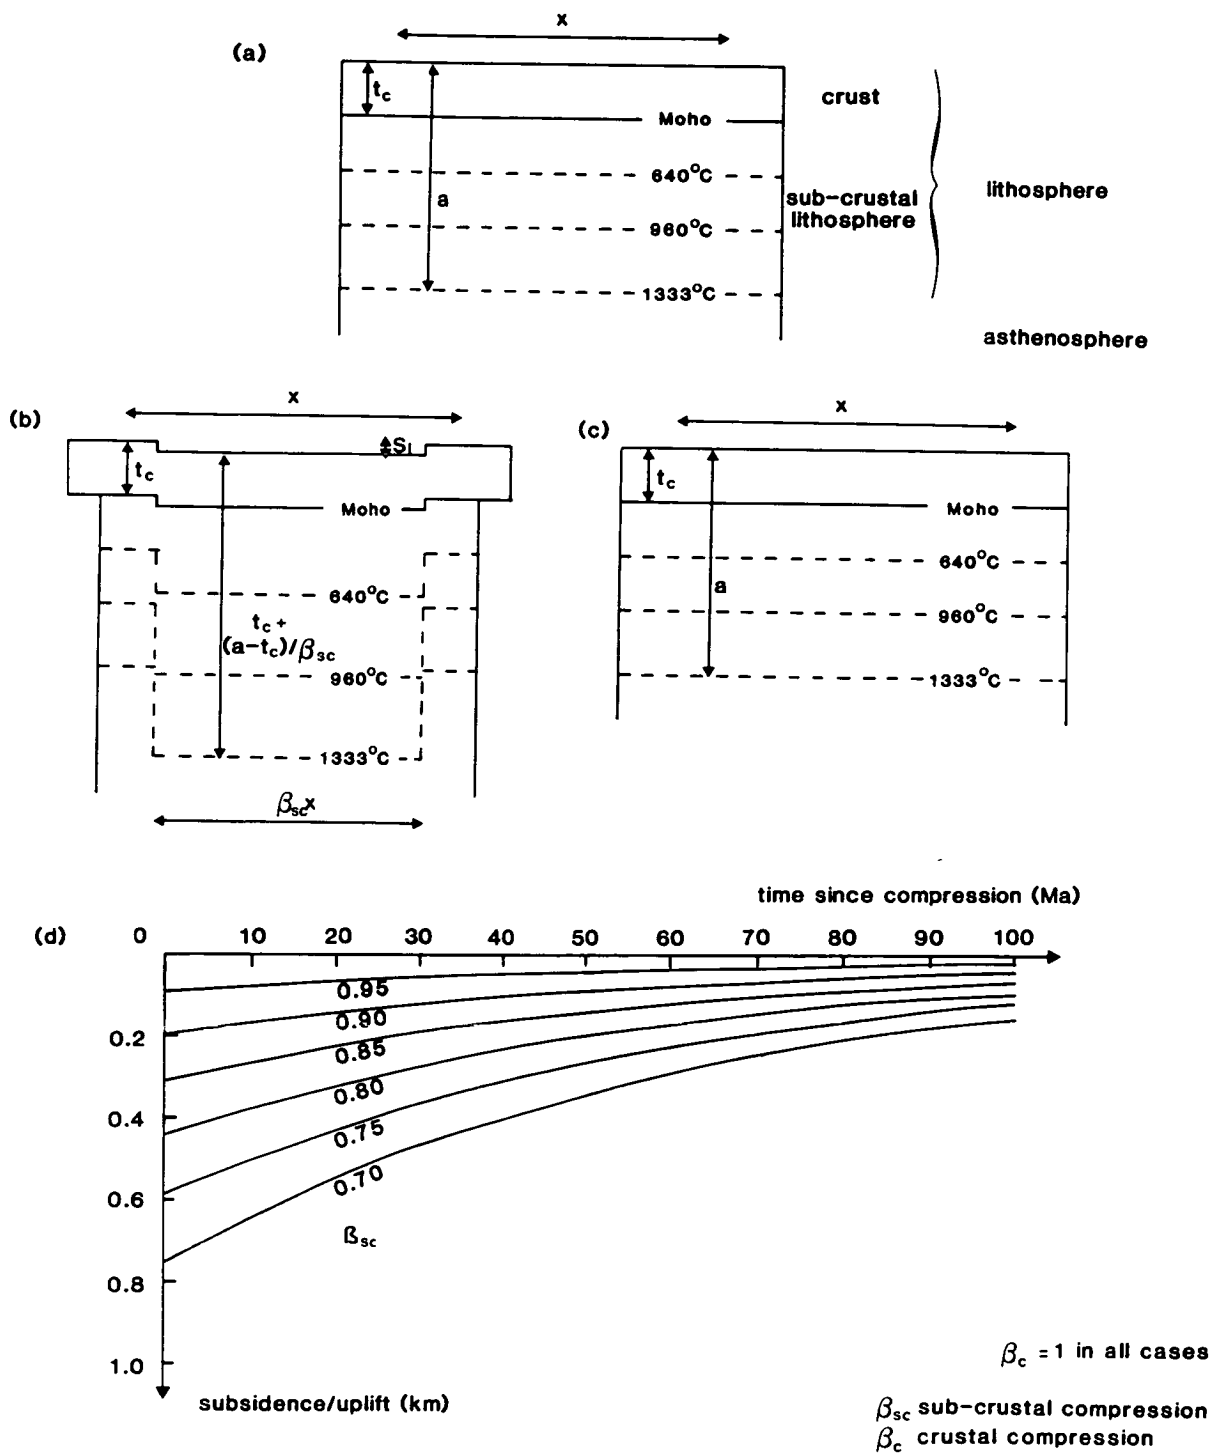 (a)
x
t_c
Moho
crust
640°C
a
sub-crustal
lithosphere
960°C
lithosphere
1333°C
asthenosphere
(b)
x
S_i
t_c
Moho
640°C
t_c +
(a-t_c)/β_sc
960°C
1333°C
β_sc x
(c)
x
t_c
Moho
640°C
a
960°C
1333°C
time since compression (Ma)
(d)
0 10 20 30 40 50 60 70 80 90 100
0.95
0.90
0.2
0.85
0.80
0.4
0.75
0.70
0.6
β_sc
0.8
1.0
subsidence/uplift (km)
β_c = 1 in all cases
β_sc sub-crustal compression
β_c crustal compression